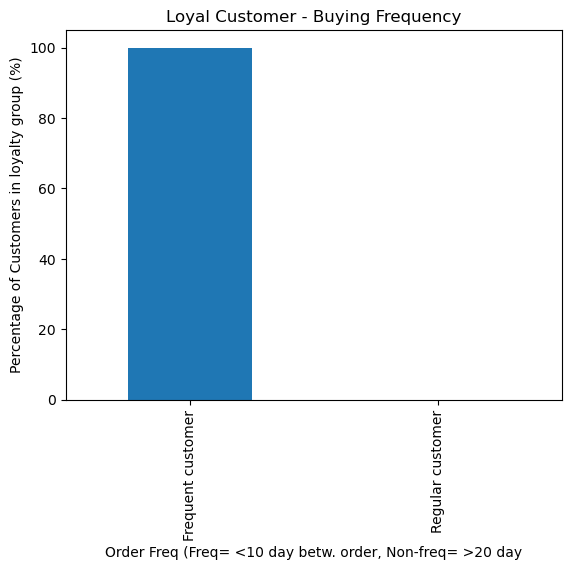 Loyal Customer - Buying Frequency
Percentage of Customers in loyalty group (%)
100
80
60
40
20
0
Frequent customer
Regular customer
Order Freq (Freq= <10 day betw. order, Non-freq= >20 day